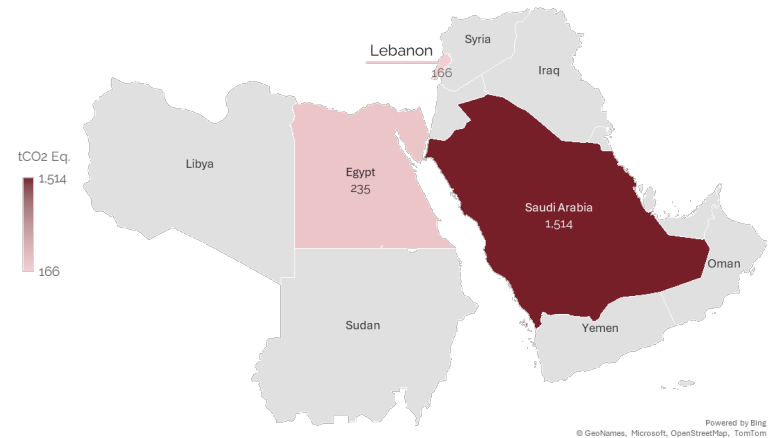 Syria
Lebanon
166
Iraq
tCO2 Eq.
1.514
166
Libya
Egypt
235
Saudi Arabia
1.514
Oman
Sudan
Yemen
Powered by Bing
© GeoNames, Microsoft, OpenStreetMap, TomTom